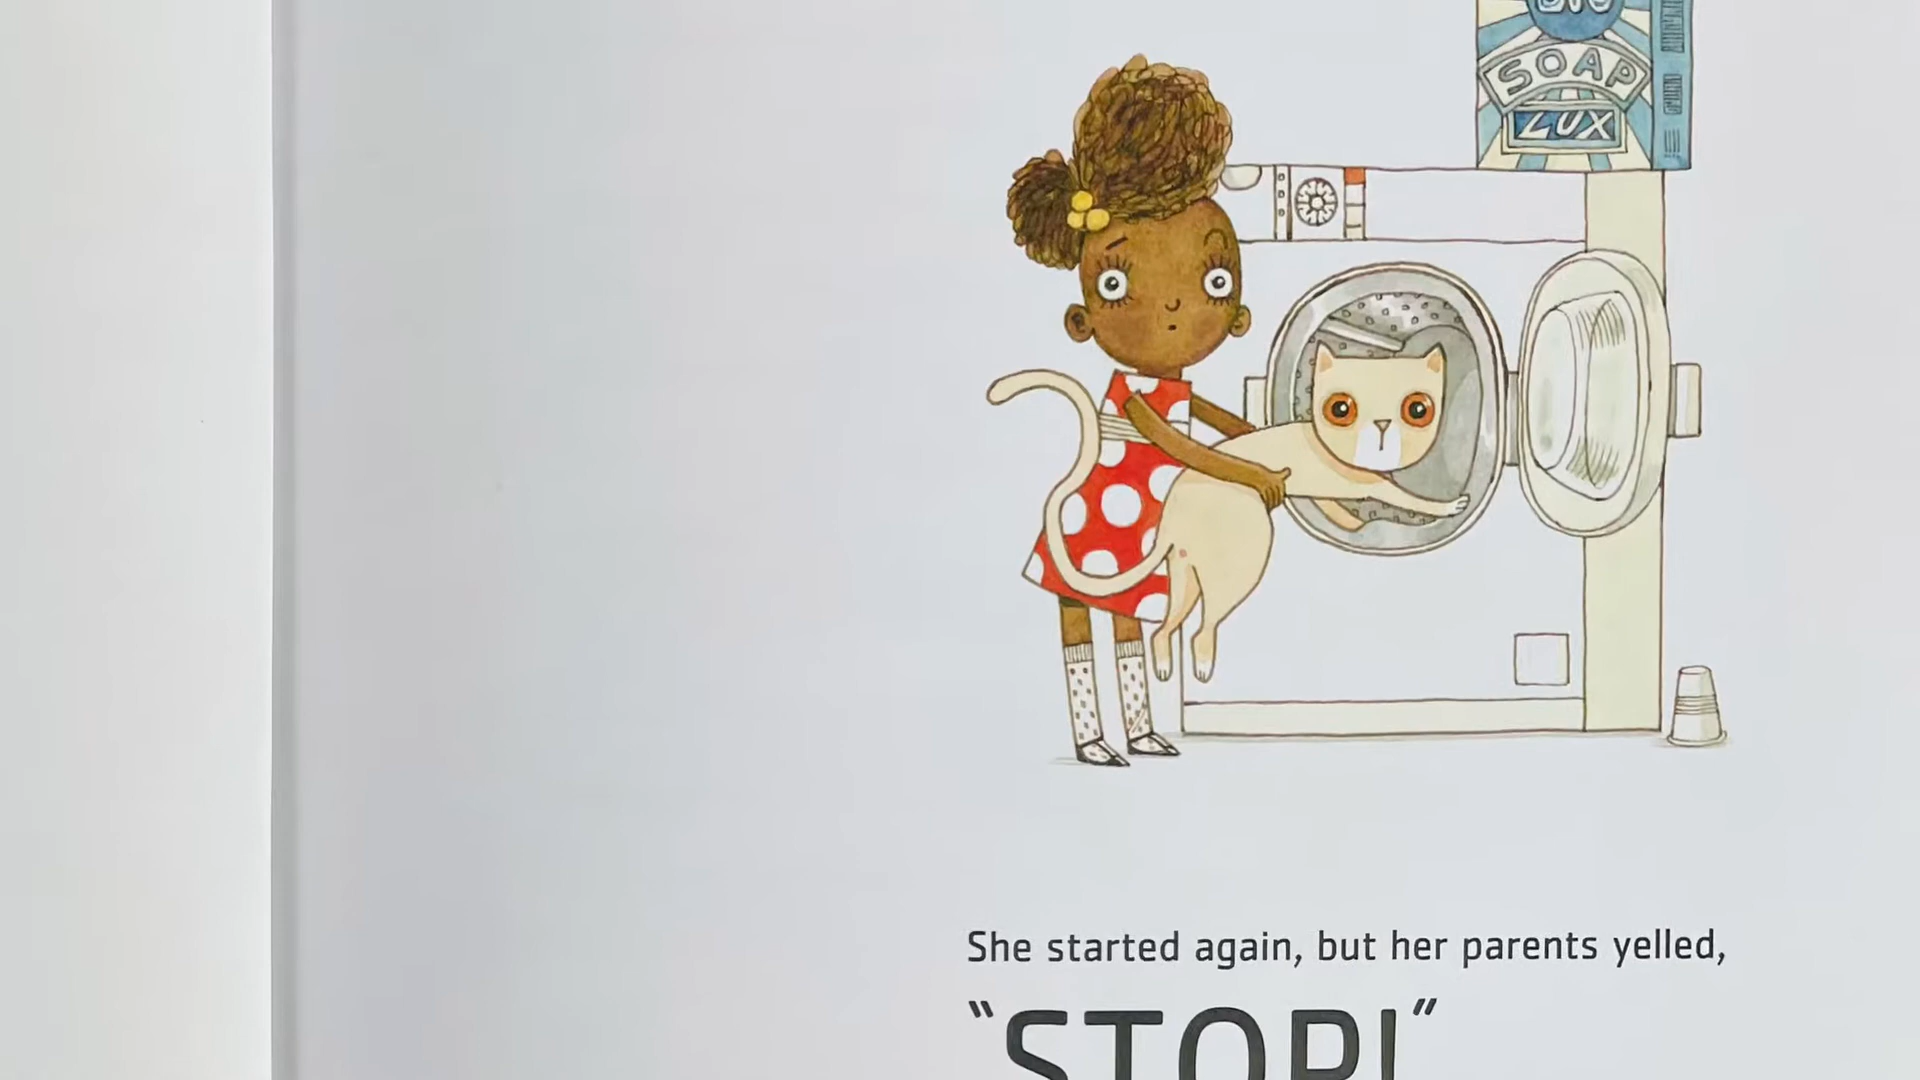 SOAP
LUX
She started again, but her parents yelled,
"STOP!"